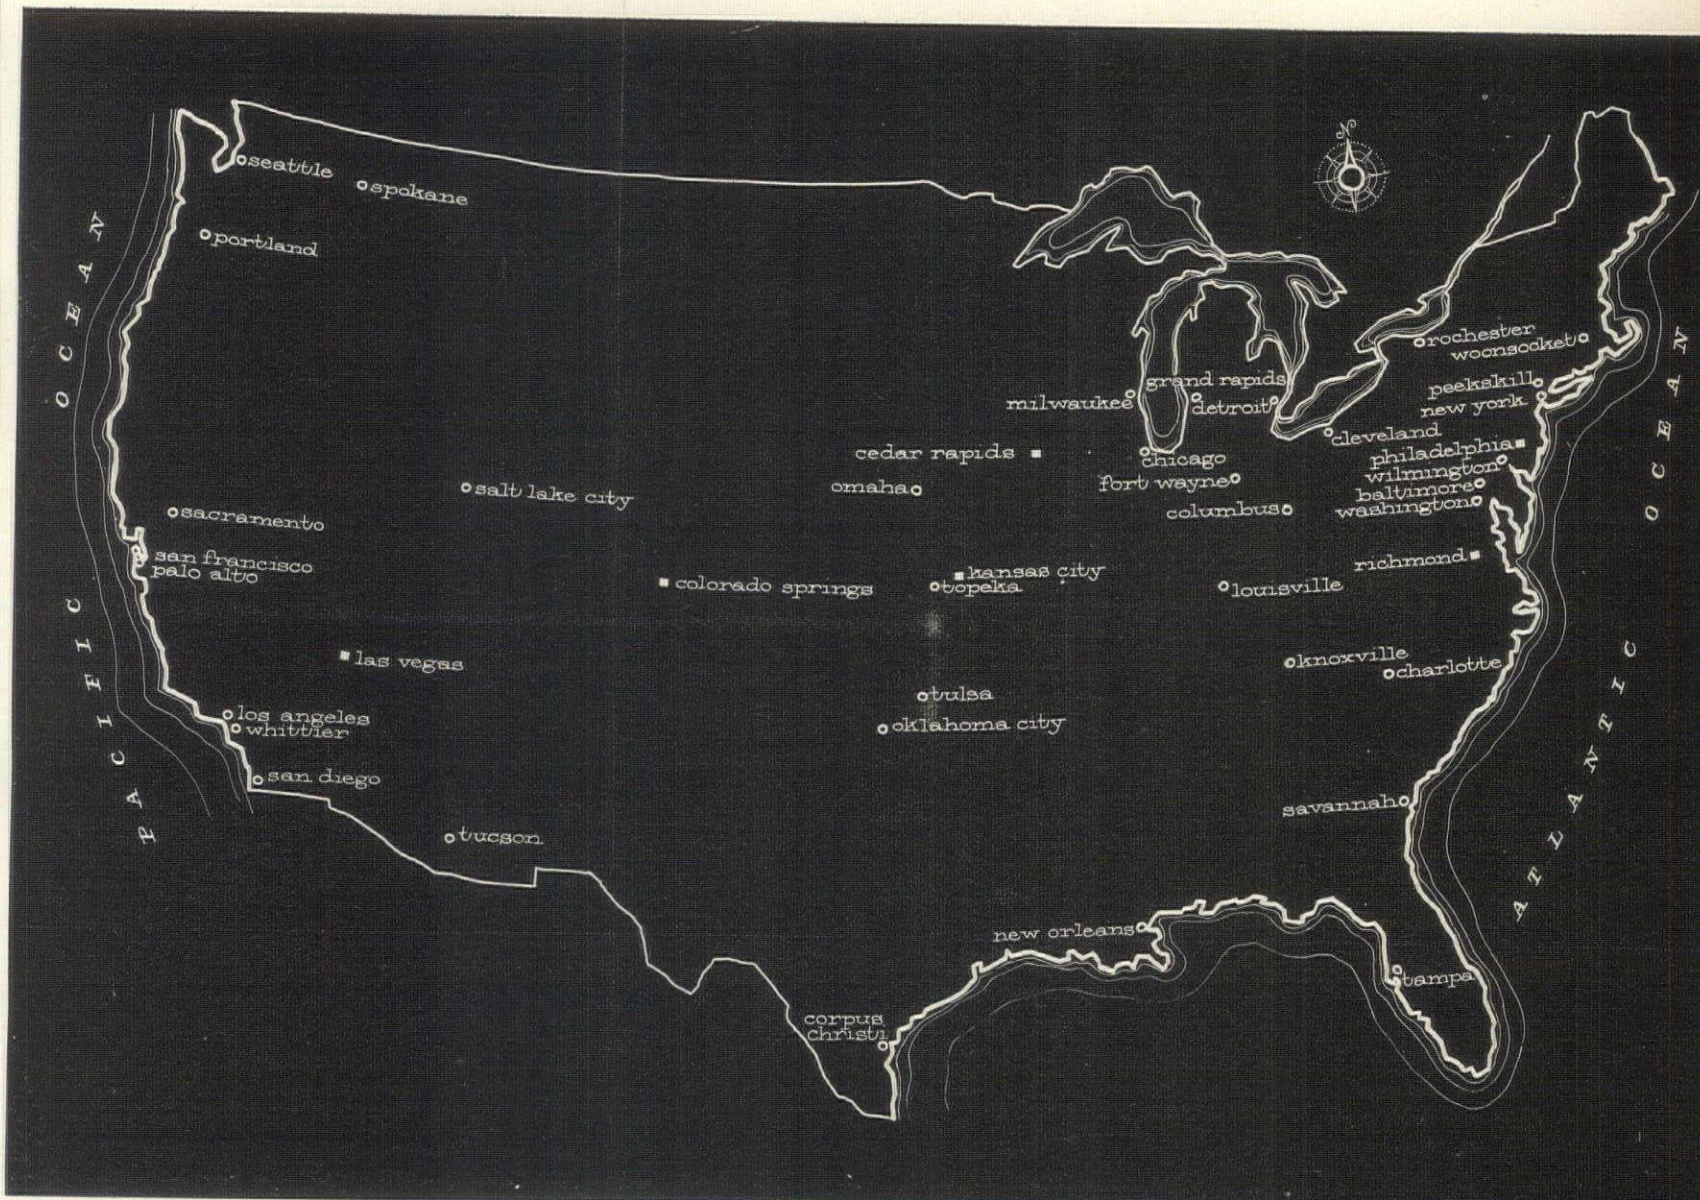 N
seattle
spokane
portland
PACIFIC OCEAN
rochester
woonsocket
grand rapids
peekskill
milwaukee
detroit
new york
cleveland
philadelphia
cedar rapids
chicago
wilmington
fort wayne
omaha
baltimore
salt lake city
washington
columbus
sacramento
san francisco
palo alto
richmond
colorado springs
kansas city
topeka
louisville
las vegas
knoxville
charlotte
tulsa
los angeles
whittier
oklahoma city
san diego
savannah
tucson
ATLANTIC OCEAN
new orleans
tampa
corpus
christi